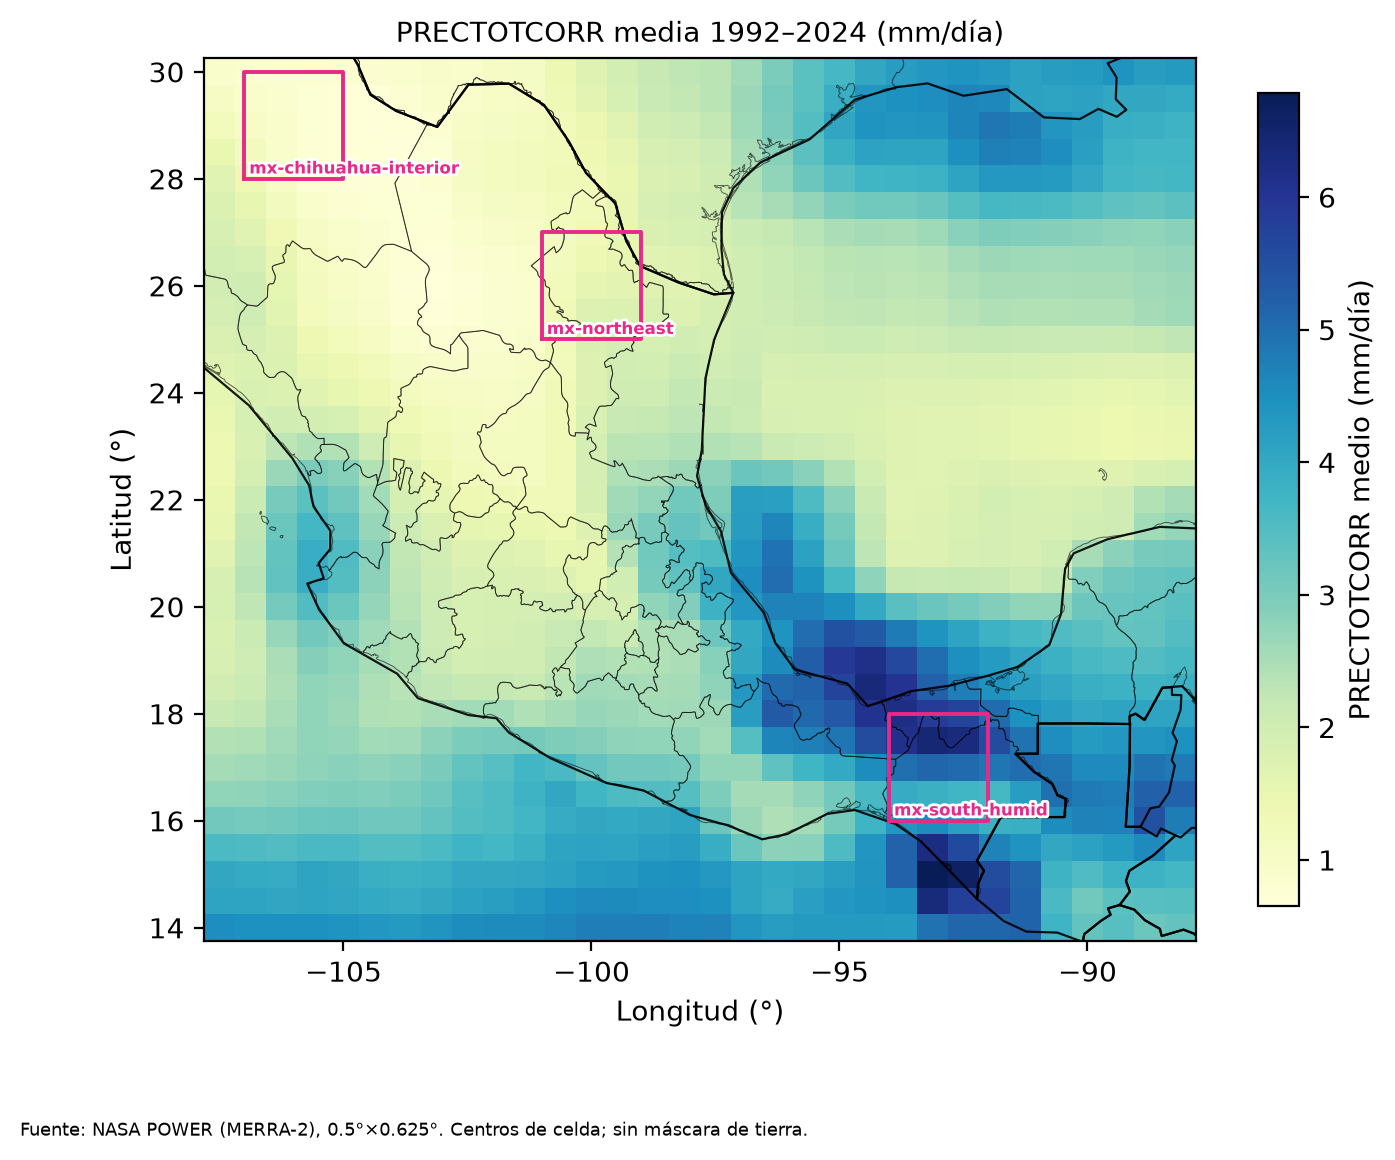 PRECTOTCORR media 1992–2024 (mm/día)
30
28
26
24
22
20
18
16
14
Latitud (°)
mx-chihuahua-interior
mx-northeast
mx-south-humid
−105
−100
−95
−90
Longitud (°)
6
5
4
3
2
1
PRECTOTCORR medio (mm/día)
Fuente: NASA POWER (MERRA-2), 0.5°×0.625°. Centros de celda; sin máscara de tierra.